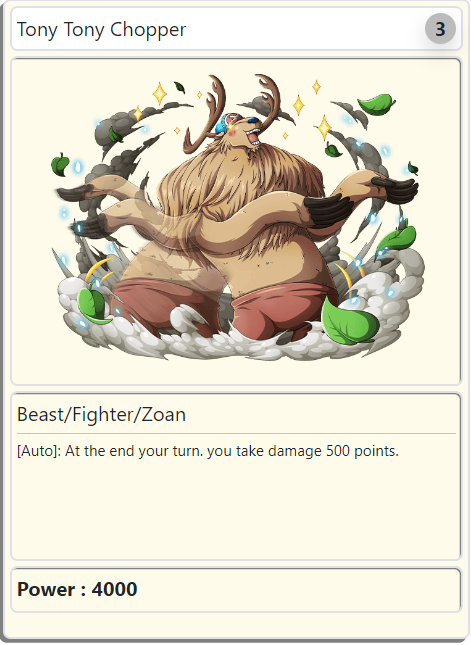 Tony Tony Chopper 3
Beast/Fighter/Zoan
[Auto]: At the end your turn. you take damage 500 points.
Power : 4000